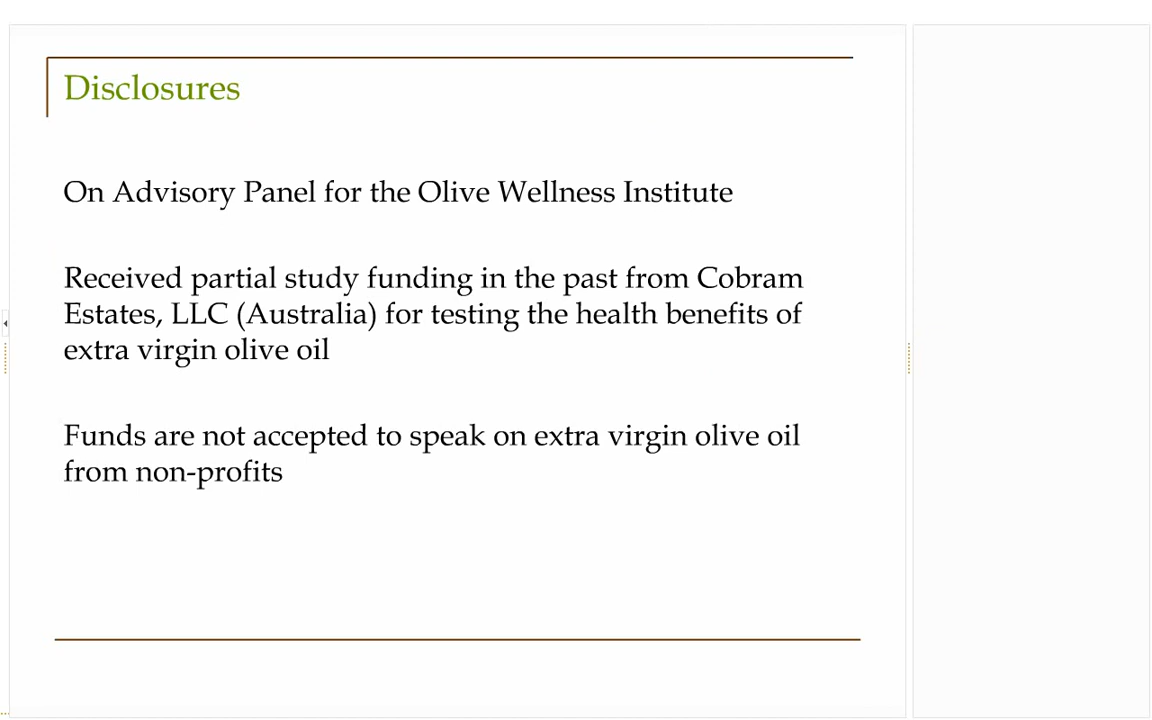 Disclosures
On Advisory Panel for the Olive Wellness Institute
Received partial study funding in the past from Cobram
Estates, LLC (Australia) for testing the health benefits of
extra virgin olive oil
Funds are not accepted to speak on extra virgin olive oil
from non-profits